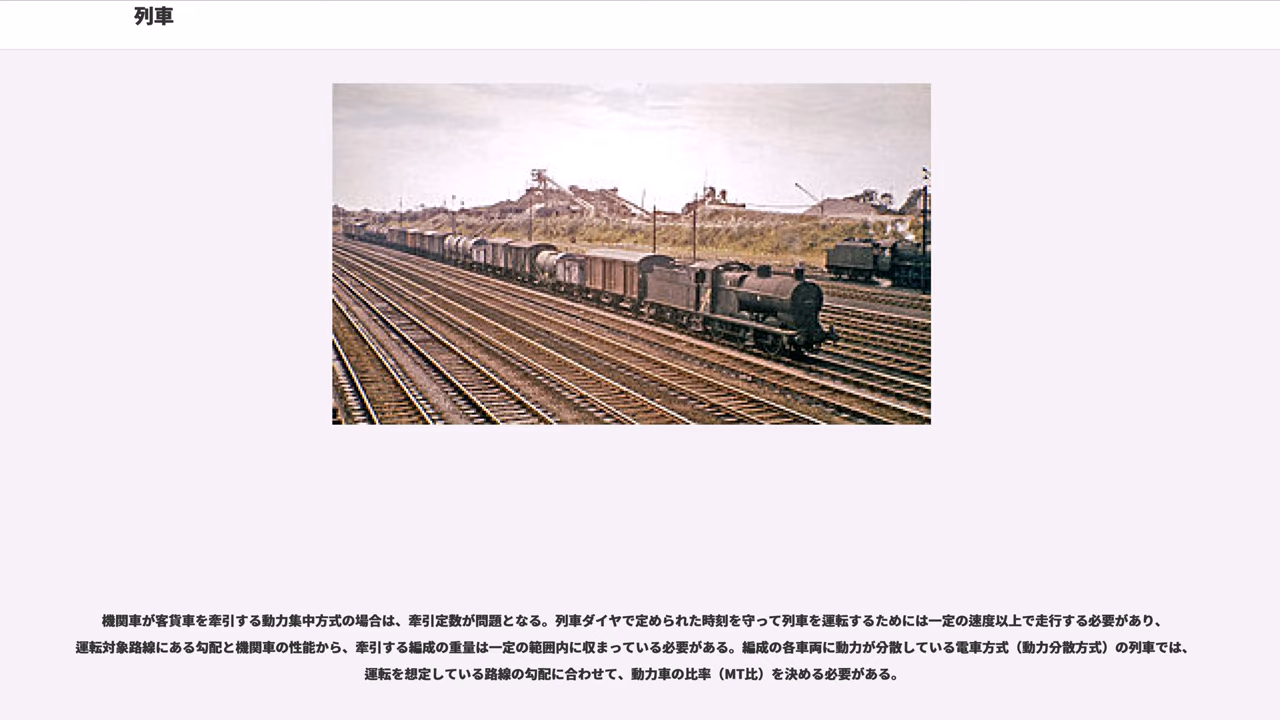 列車
機関車が客貨車を牽引する動力集中方式の場合は、牽引定数が問題となる。列車ダイヤで定められた時刻を守って列車を運転するためには一定の速度以上で走行する必要があり、
運転対象路線にある勾配と機関車の性能から、牽引する編成の重量は一定の範囲内に収まっている必要がある。編成の各車両に動力が分散している電車方式（動力分散方式）の列車では、
運転を想定している路線の勾配に合わせて、動力車の比率（MT比）を決める必要がある。